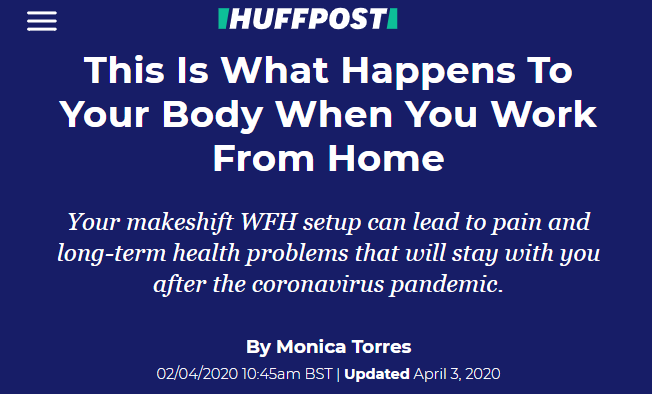 HUFFPOST
This Is What Happens To
Your Body When You Work
From Home
Your makeshift WFH setup can lead to pain and
long-term health problems that will stay with you
after the coronavirus pandemic.
By Monica Torres
02/04/2020 10:45am BST | Updated April 3, 2020